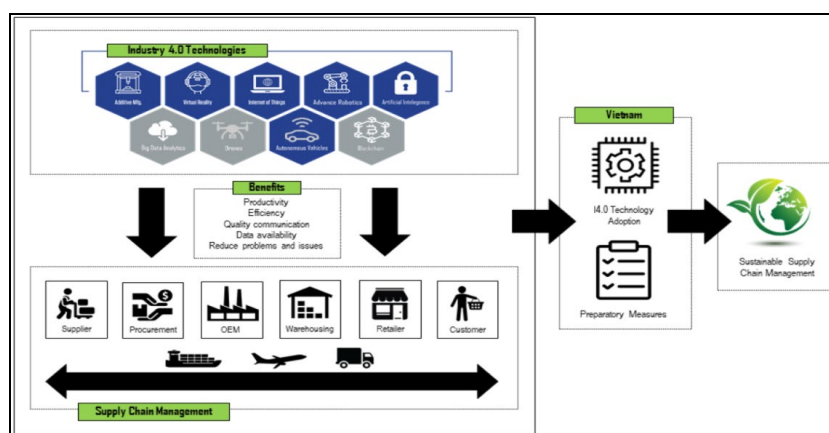 Industry 4.0 Technologies
Additive Mfg.
Virtual Reality
Internet of Things
Advance Robotics
Artificial Intelegence
Big Data Analytics
Drones
Autonomous Vehicles
Blockchain
Benefits
Productivity
Efficiency
Quality communication
Data availability
Reduce problems and issues
Supplier
Procurement
OEM
Warehousing
Retailer
Customer
Supply Chain Management
Vietnam
I4.0 Technology
Adoption
Preparatory Measures
Sustainable Supply
Chain Management